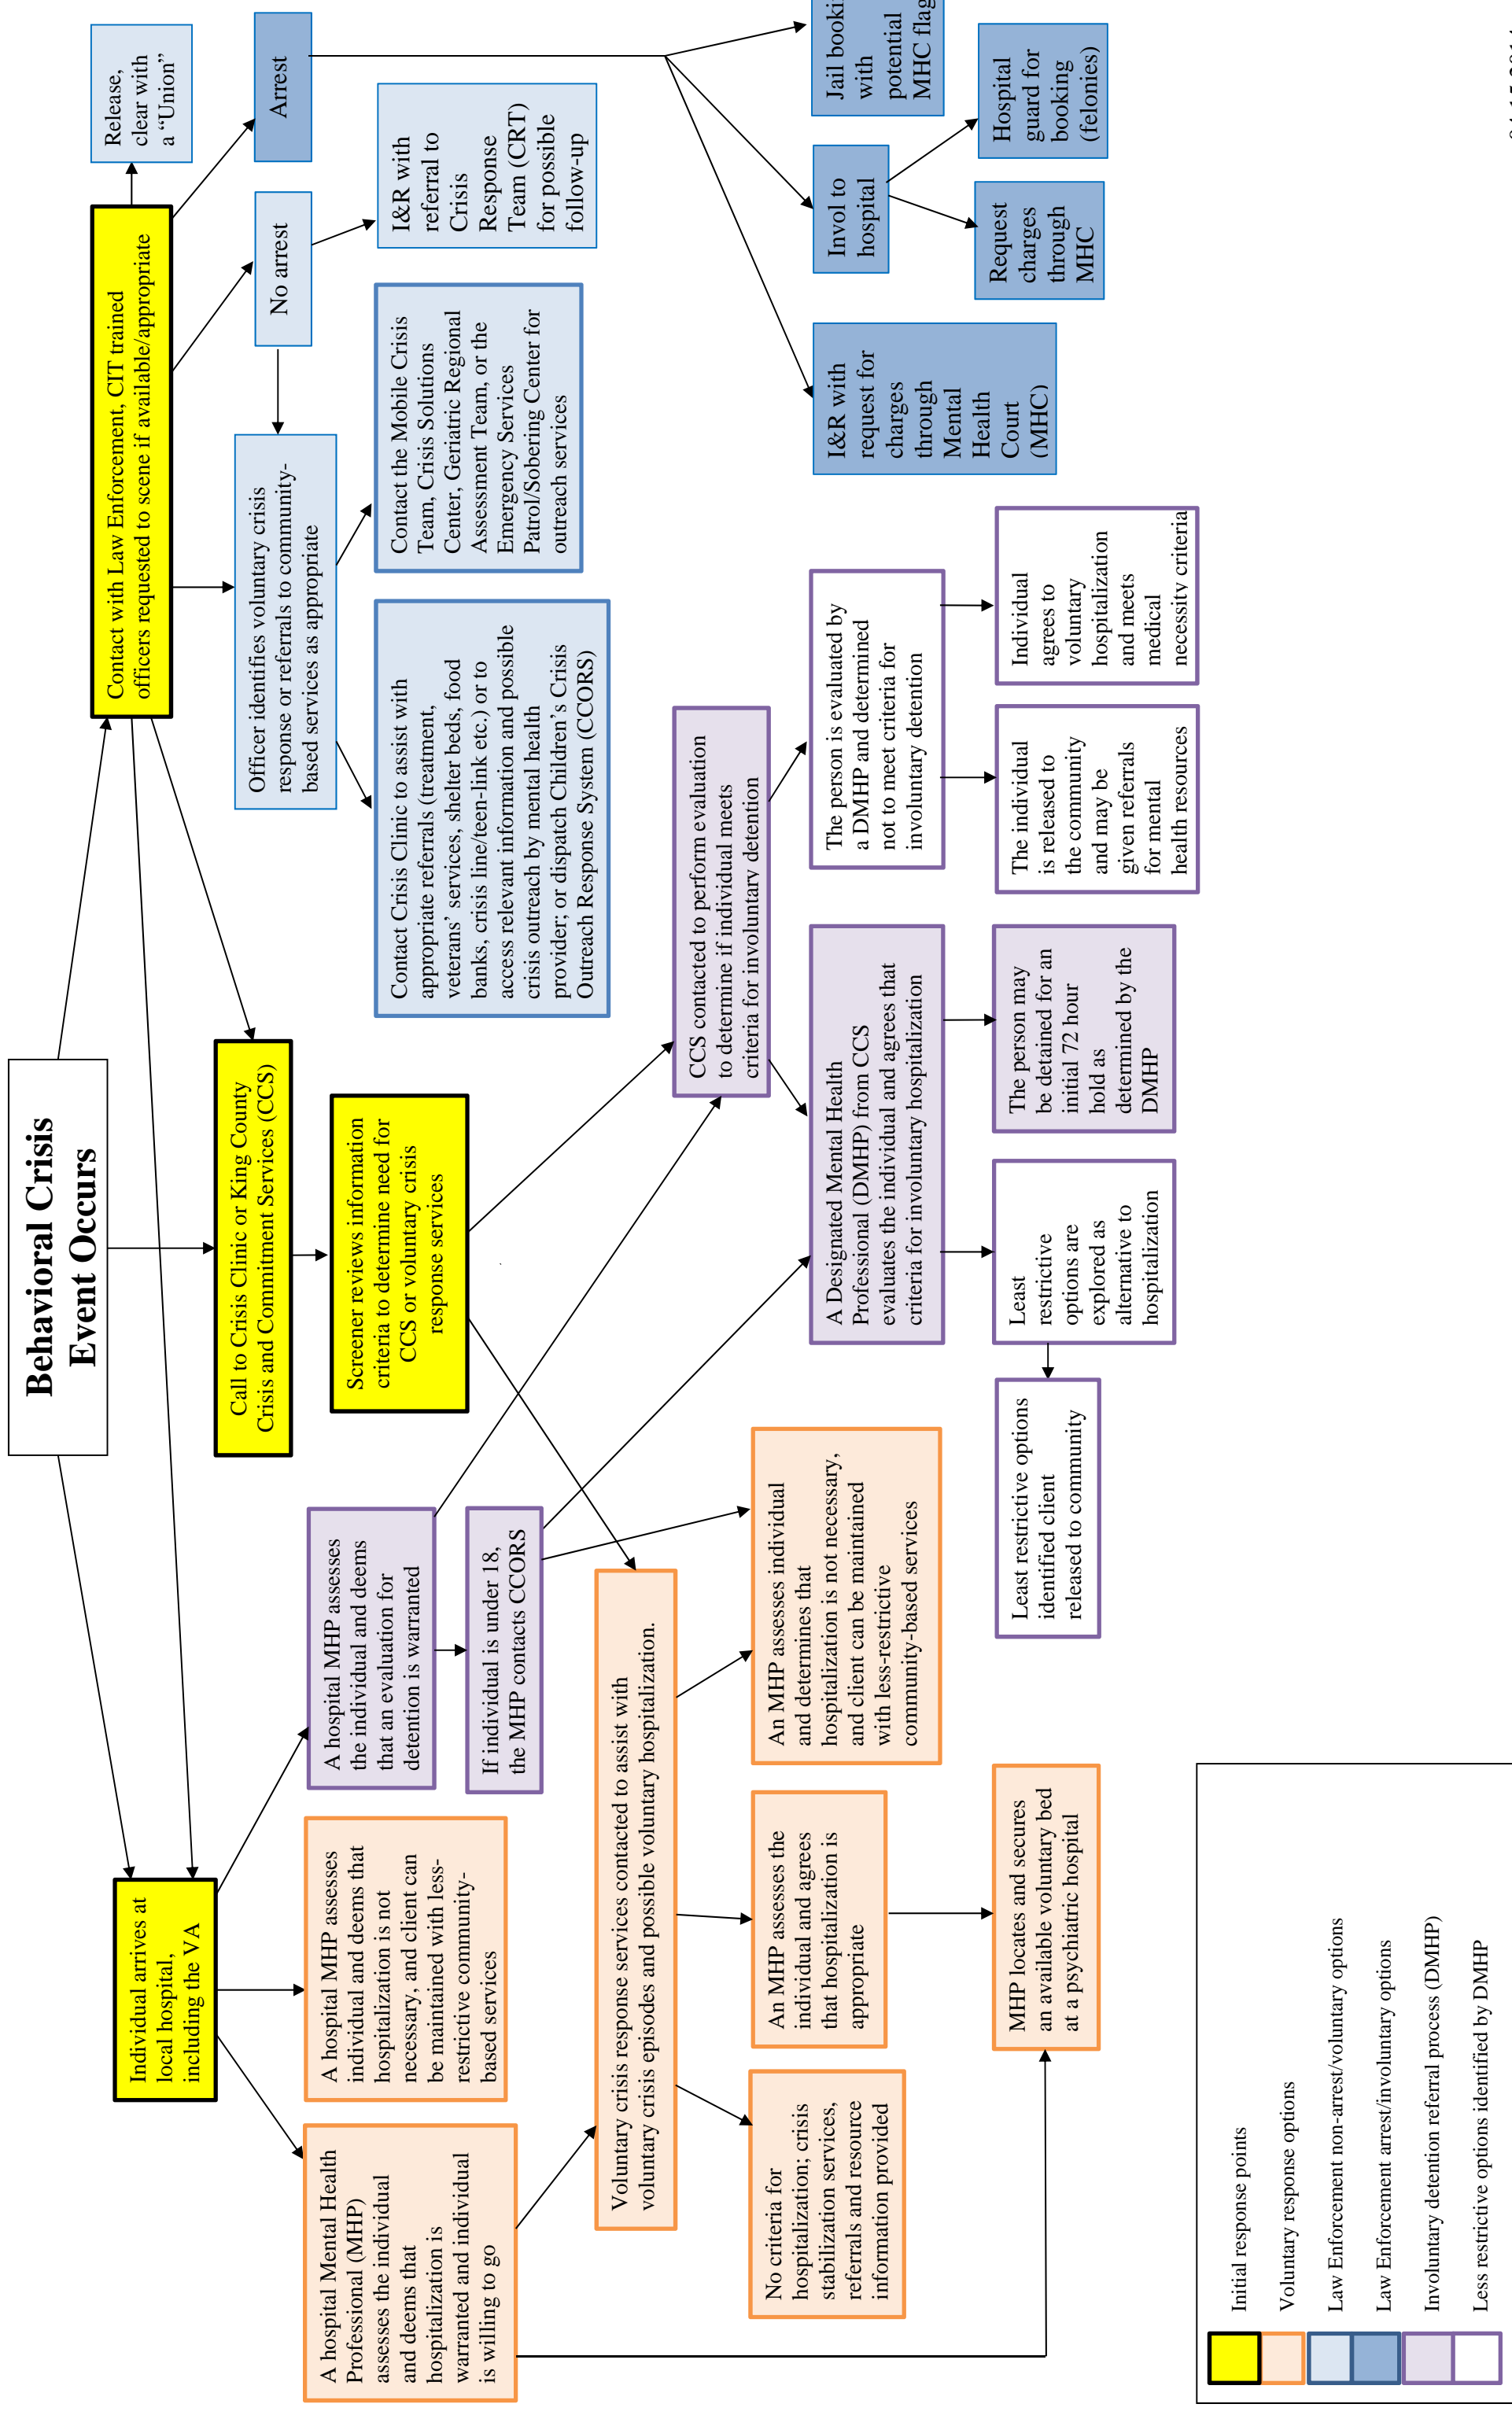 Behavioral Crisis
Event Occurs
Individual arrives at
local hospital,
including the VA
Call to Crisis Clinic or King County
Crisis and Commitment Services (CCS)
Contact with Law Enforcement, CIT trained
officers requested to scene if available/appropriate
Release,
clear with
a “Union”
Officer identifies voluntary crisis
response or referrals to community-
based services as appropriate
No arrest
Arrest
A hospital Mental Health
Professional (MHP)
assesses the individual
and deems that
hospitalization is
warranted and individual
is willing to go
A hospital MHP assesses
individual and deems that
hospitalization is not
necessary, and client can
be maintained with less-
restrictive community-
based services
A hospital MHP assesses
the individual and deems
that an evaluation for
detention is warranted
Screener reviews information
criteria to determine need for
CCS or voluntary crisis
response services
Contact Crisis Clinic to assist with
appropriate referrals (treatment,
veterans’ services, shelter beds, food
banks, crisis line/teen-link etc.) or to
access relevant information and possible
crisis outreach by mental health
provider; or dispatch Children’s Crisis
Outreach Response System (CCORS)
Contact the Mobile Crisis
Team, Crisis Solutions
Center, Geriatric Regional
Assessment Team, or the
Emergency Services
Patrol/Sobering Center for
outreach services
I&R with
referral to
Crisis
Response
Team (CRT)
for possible
follow-up
If individual is under 18,
the MHP contacts CCORS
Voluntary crisis response services contacted to assist with
voluntary crisis episodes and possible voluntary hospitalization.
CCS contacted to perform evaluation
to determine if individual meets
criteria for involuntary detention
No criteria for
hospitalization; crisis
stabilization services,
referrals and resource
information provided
An MHP assesses the
individual and agrees
that hospitalization is
appropriate
An MHP assesses individual
and determines that
hospitalization is not necessary,
and client can be maintained
with less-restrictive
community-based services
A Designated Mental Health
Professional (DMHP) from CCS
evaluates the individual and agrees that
criteria for involuntary hospitalization
The person is evaluated by
a DMHP and determined
not to meet criteria for
involuntary detention
I&R with
request for
charges
through
Mental
Health
Court
(MHC)
Invol to
hospital
Jail
with
potential
MHC flag
MHP locates and secures
an available voluntary bed
at a psychiatric hospital
Least restrictive options
identified client
released to community
Least
restrictive
options are
explored as
alternative to
hospitalization
The person may
be detained for an
initial 72 hour
hold as
determined by the
DMHP
The individual
is released to
the community
and may be
given referrals
for mental
health resources
Individual
agrees to
voluntary
hospitalization
and meets
medical
necessity criteria
Request
charges
through
MHC
Hospital
guard for
booking
(felonies)
Initial response points
Voluntary response options
Law Enforcement non-arrest/voluntary options
Law Enforcement arrest/involuntary options
Involuntary detention referral process (DMHP)
Less restrictive options identified by DMHP